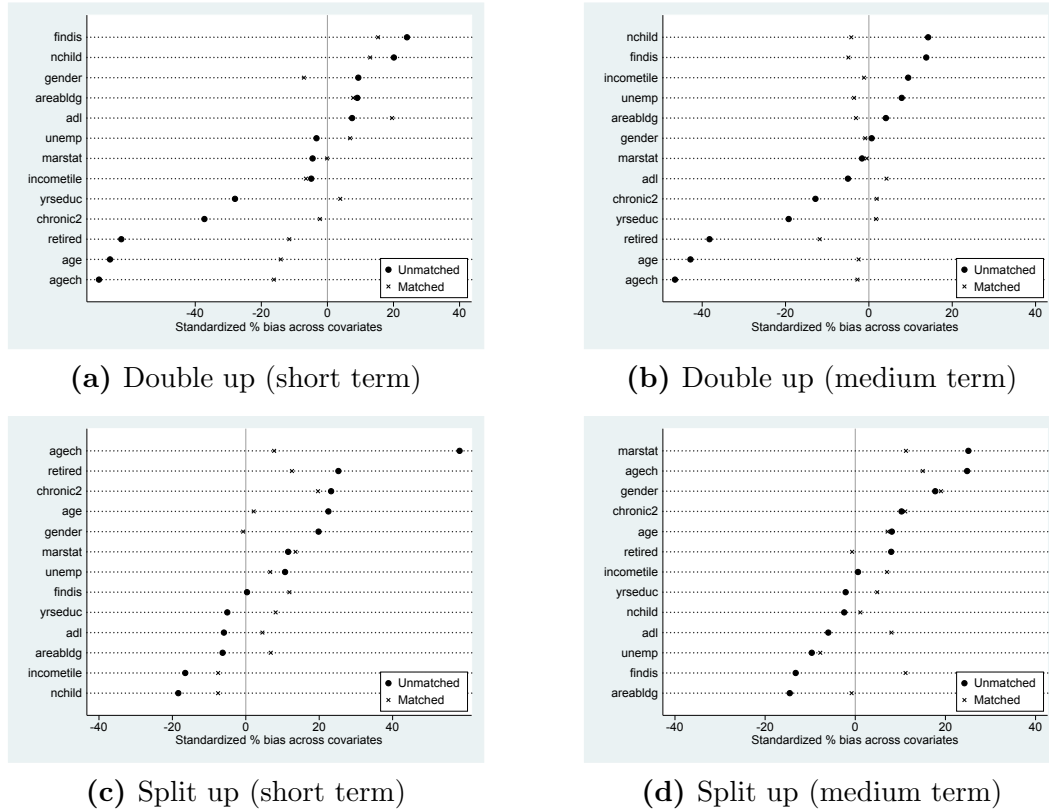 findis
nchild
gender
areabldg
adl
unemp
marstat
incometile
yrseduc
chronic2
retired
age
agech
Unmatched
Matched
-40 -20 0 20 40
Standardized % bias across covariates
(a) Double up (short term)
nchild
findis
incometile
unemp
areabldg
gender
marstat
adl
chronic2
yrseduc
retired
age
agech
Unmatched
Matched
-40 -20 0 20 40
Standardized % bias across covariates
(b) Double up (medium term)
agech
retired
chronic2
age
gender
marstat
unemp
findis
yrseduc
adl
areabldg
incometile
nchild
Unmatched
Matched
-40 -20 0 20 40
Standardized % bias across covariates
(c) Split up (short term)
marstat
agech
gender
chronic2
age
retired
incometile
yrseduc
nchild
adl
unemp
findis
areabldg
Unmatched
Matched
-40 -20 0 20 40
Standardized % bias across covariates
(d) Split up (medium term)